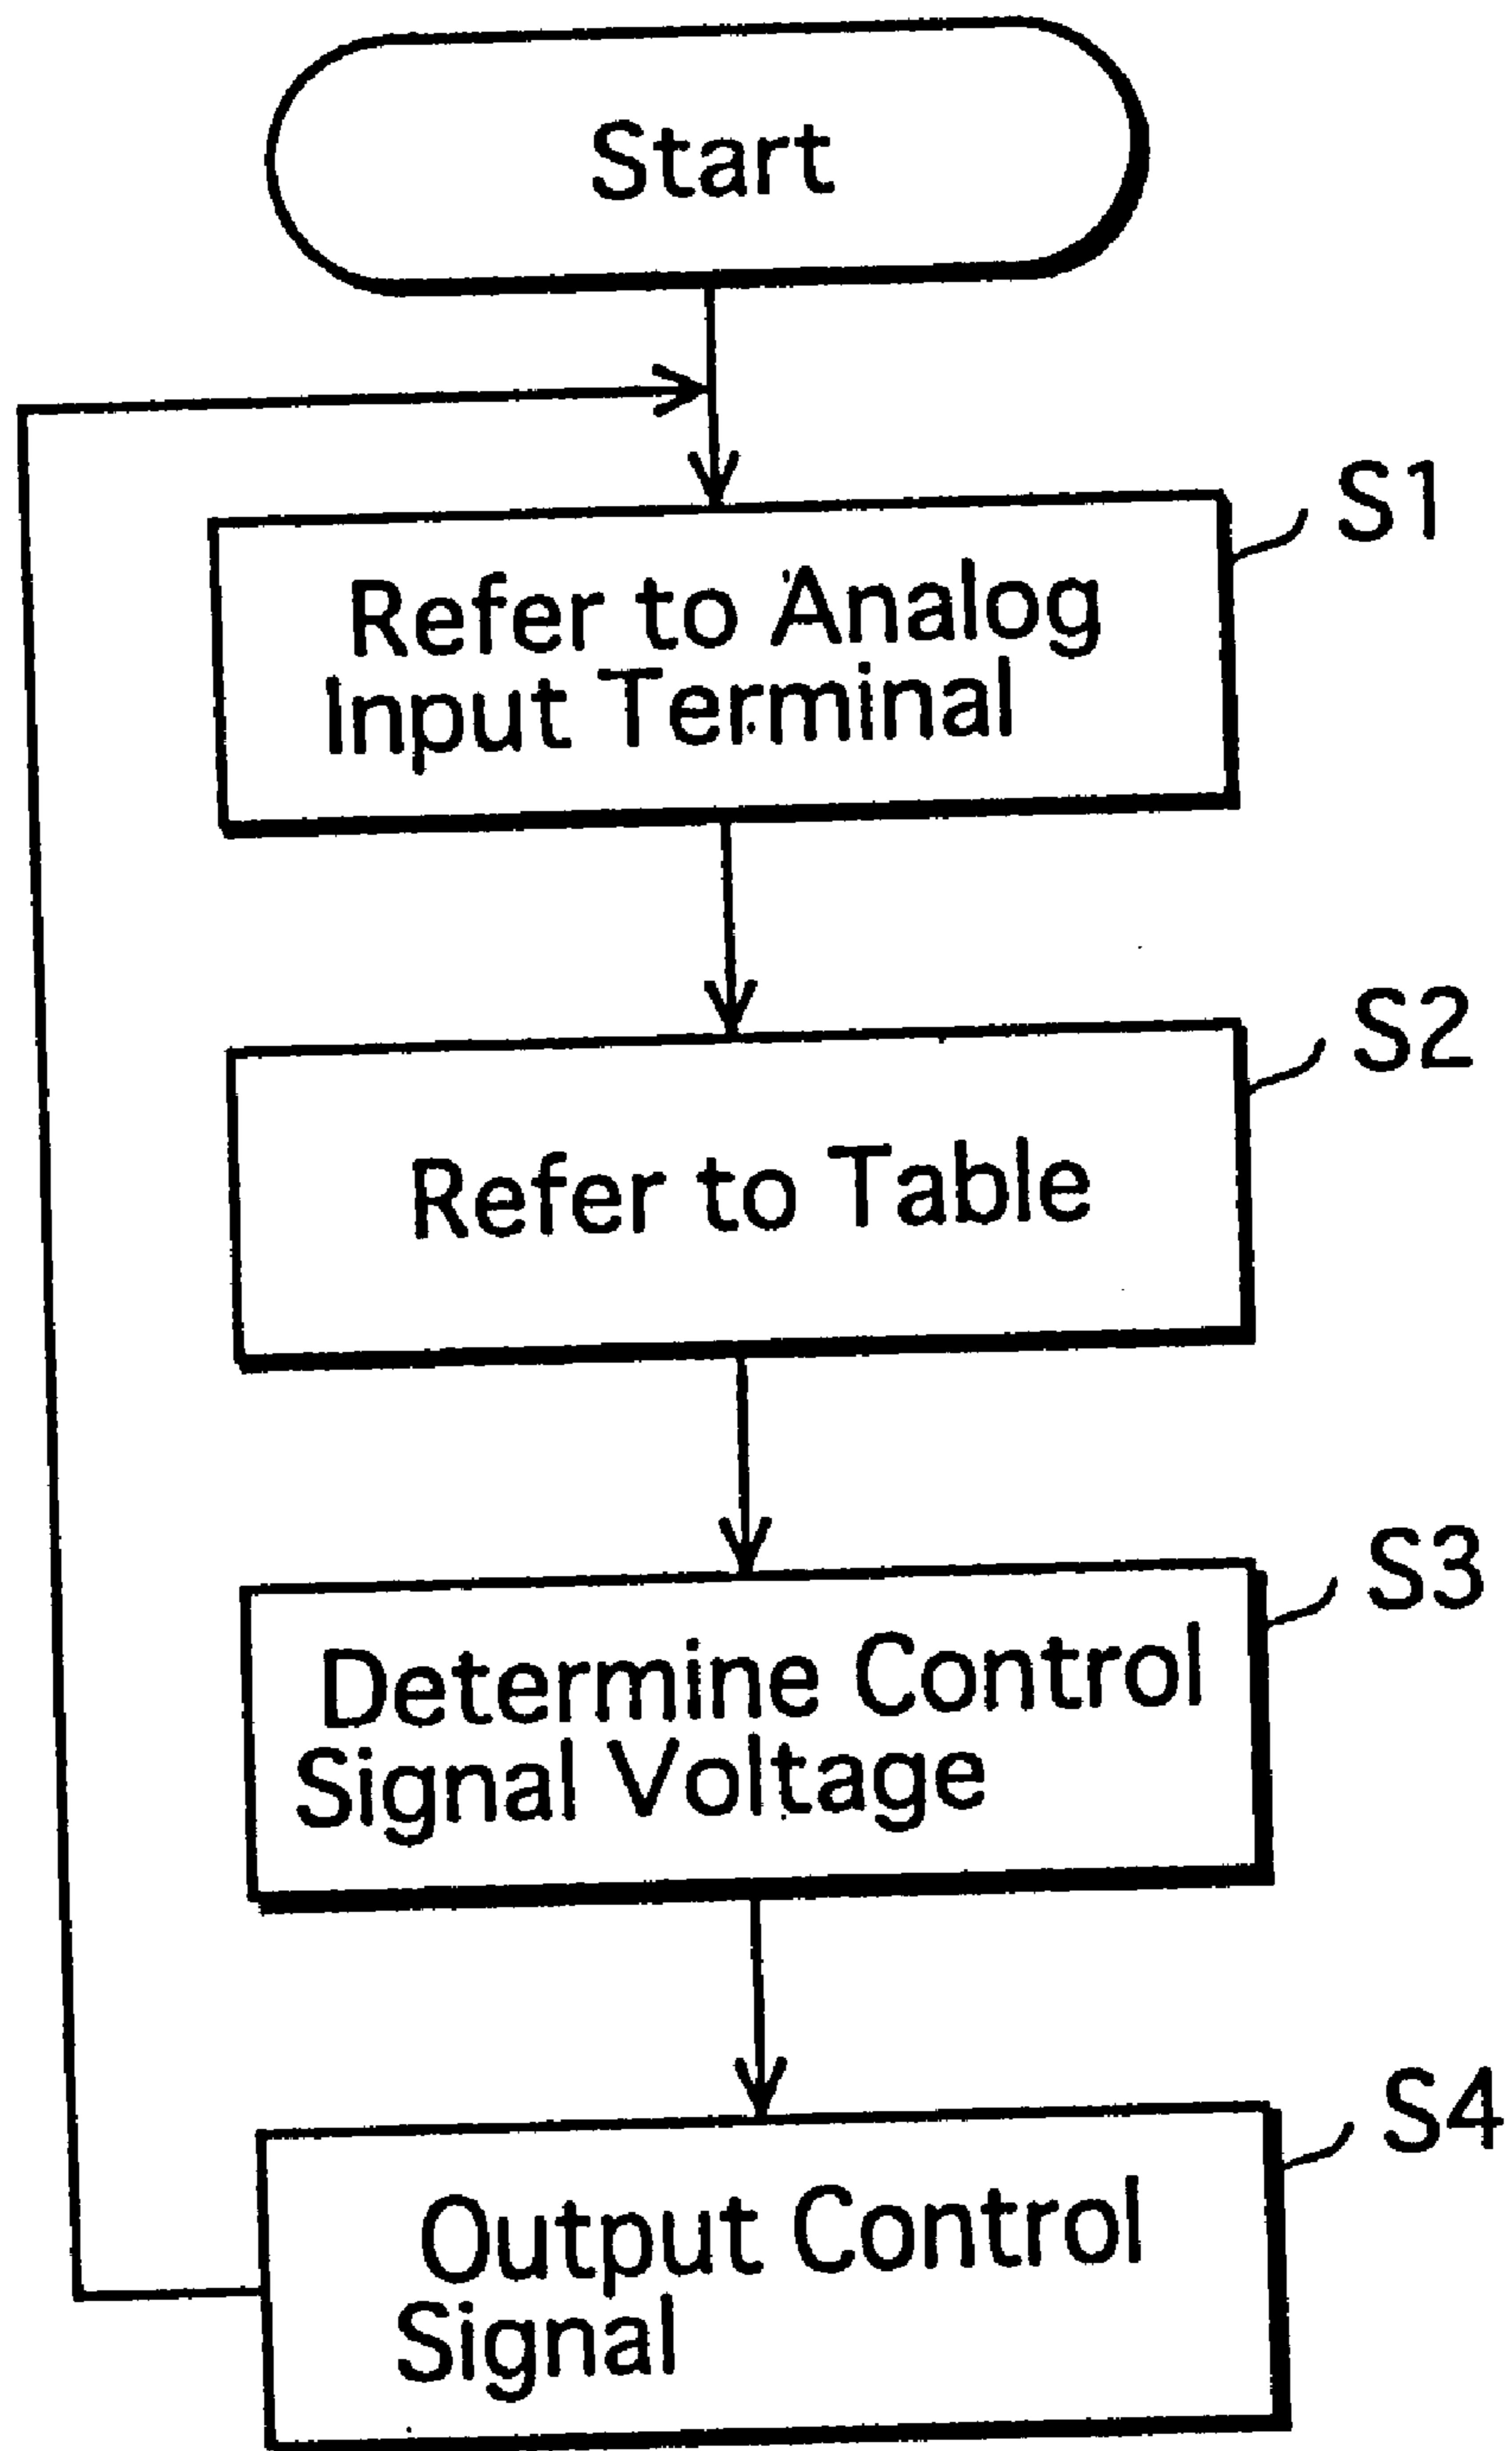 Start
S1
Refer to Analog
Input Terminal
S2
Refer to Table
S3
Determine Control
Signal Voltage
S4
Output Control
Signal